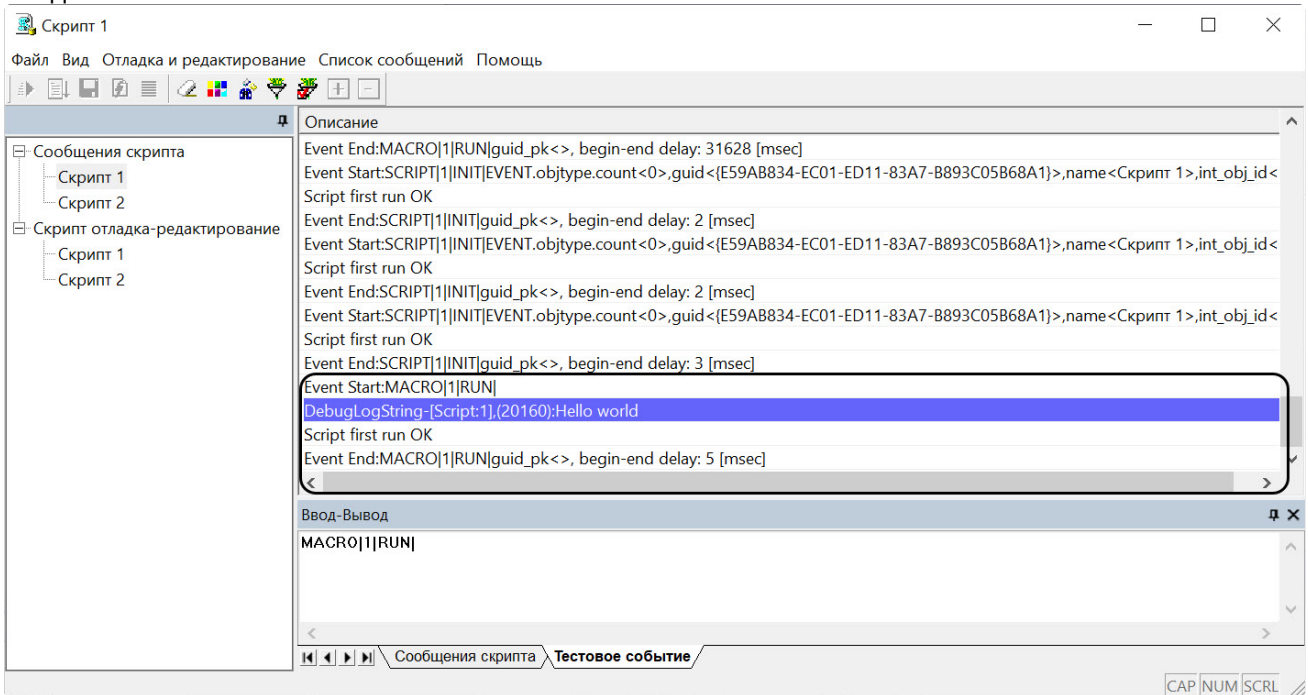 Скрипт 1
Файл Вид Отладка и редактирование Список сообщений Помощь
Описание
Сообщения скрипта
Скрипт 1
Скрипт 2
Скрипт отладка-редактирование
Скрипт 1
Скрипт 2
Event End:MACRO|1|RUN|guid_pk<>, begin-end delay: 31628 [msec]
Event Start:SCRIPT|1|INIT|EVENT.objtype.count<0>,guid<{E59AB834-EC01-ED11-83A7-B893C05B68A1}>,name<Скрипт 1>,int_obj_id<
Script first run OK
Event End:SCRIPT|1|INIT|guid_pk<>, begin-end delay: 2 [msec]
Event Start:SCRIPT|1|INIT|EVENT.objtype.count<0>,guid<{E59AB834-EC01-ED11-83A7-B893C05B68A1}>,name<Скрипт 1>,int_obj_id<
Script first run OK
Event End:SCRIPT|1|INIT|guid_pk<>, begin-end delay: 2 [msec]
Event Start:SCRIPT|1|INIT|EVENT.objtype.count<0>,guid<{E59AB834-EC01-ED11-83A7-B893C05B68A1}>,name<Скрипт 1>,int_obj_id<
Script first run OK
Event End:SCRIPT|1|INIT|guid_pk<>, begin-end delay: 3 [msec]
Event Start:MACRO|1|RUN|
DebugLogString-[Script:1],(20160):Hello world
Script first run OK
Event End:MACRO|1|RUN|guid_pk<>, begin-end delay: 5 [msec]
Ввод-Вывод
MACRO|1|RUN|
Сообщения скрипта Тестовое событие
CAP NUM SCRL